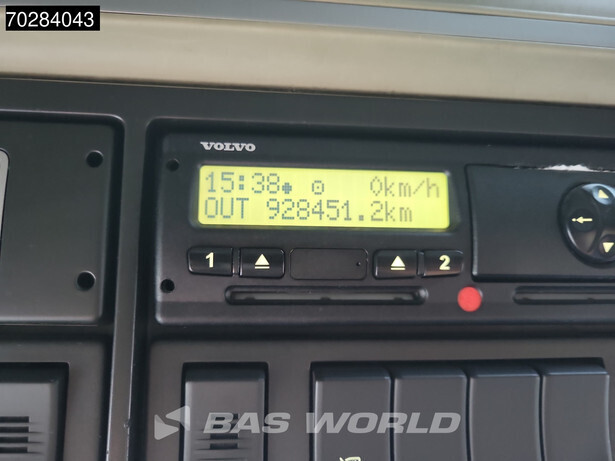 70284043
VOLVO
15:38 0km/h
OUT 928451.2km
1 2
BAS WORLD